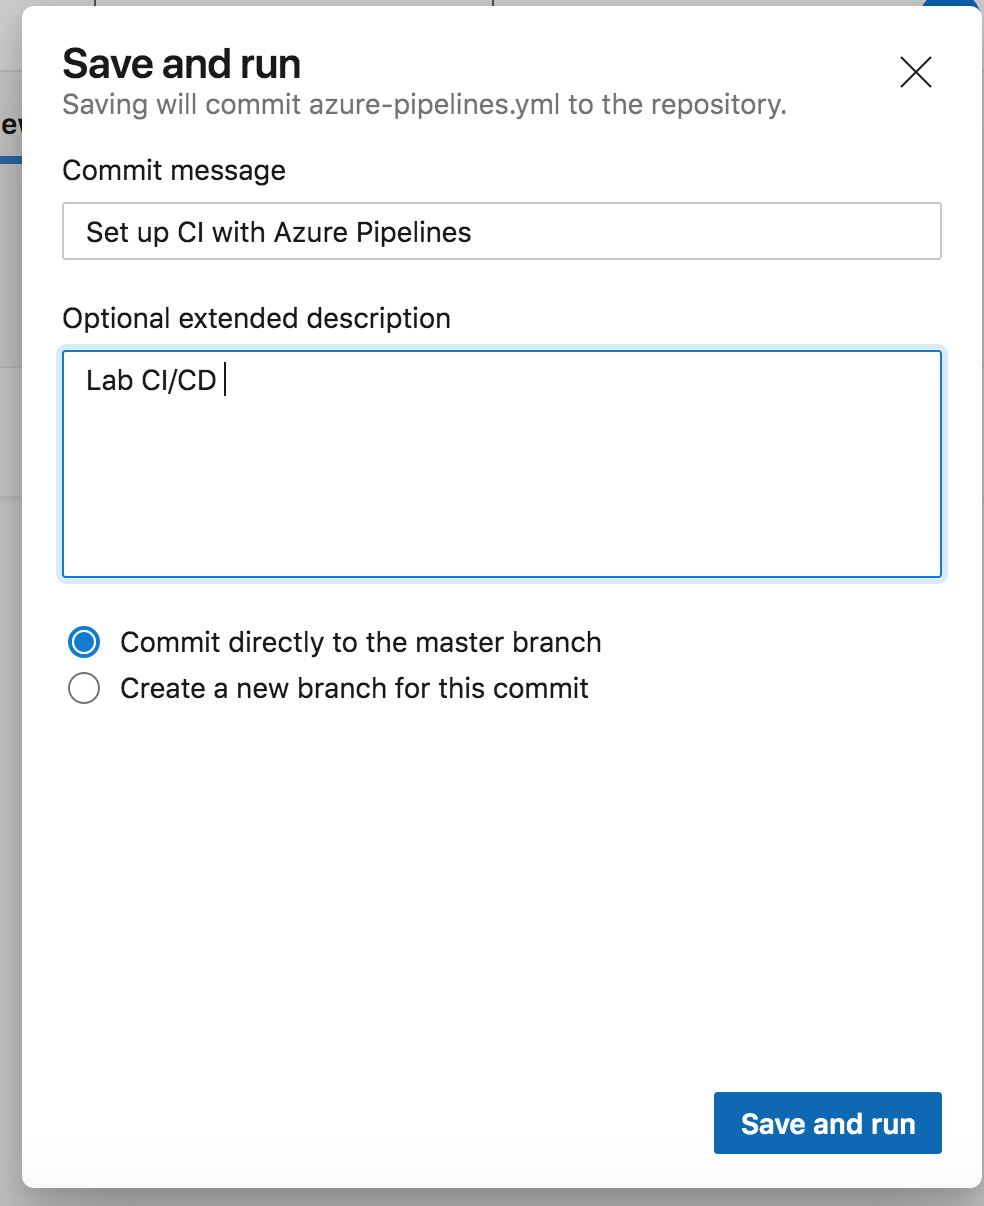 Save and run
Saving will commit azure-pipelines.yml to the repository.
Commit message
Set up CI with Azure Pipelines
Optional extended description
Lab CI/CD
Commit directly to the master branch
Create a new branch for this commit
Save and run